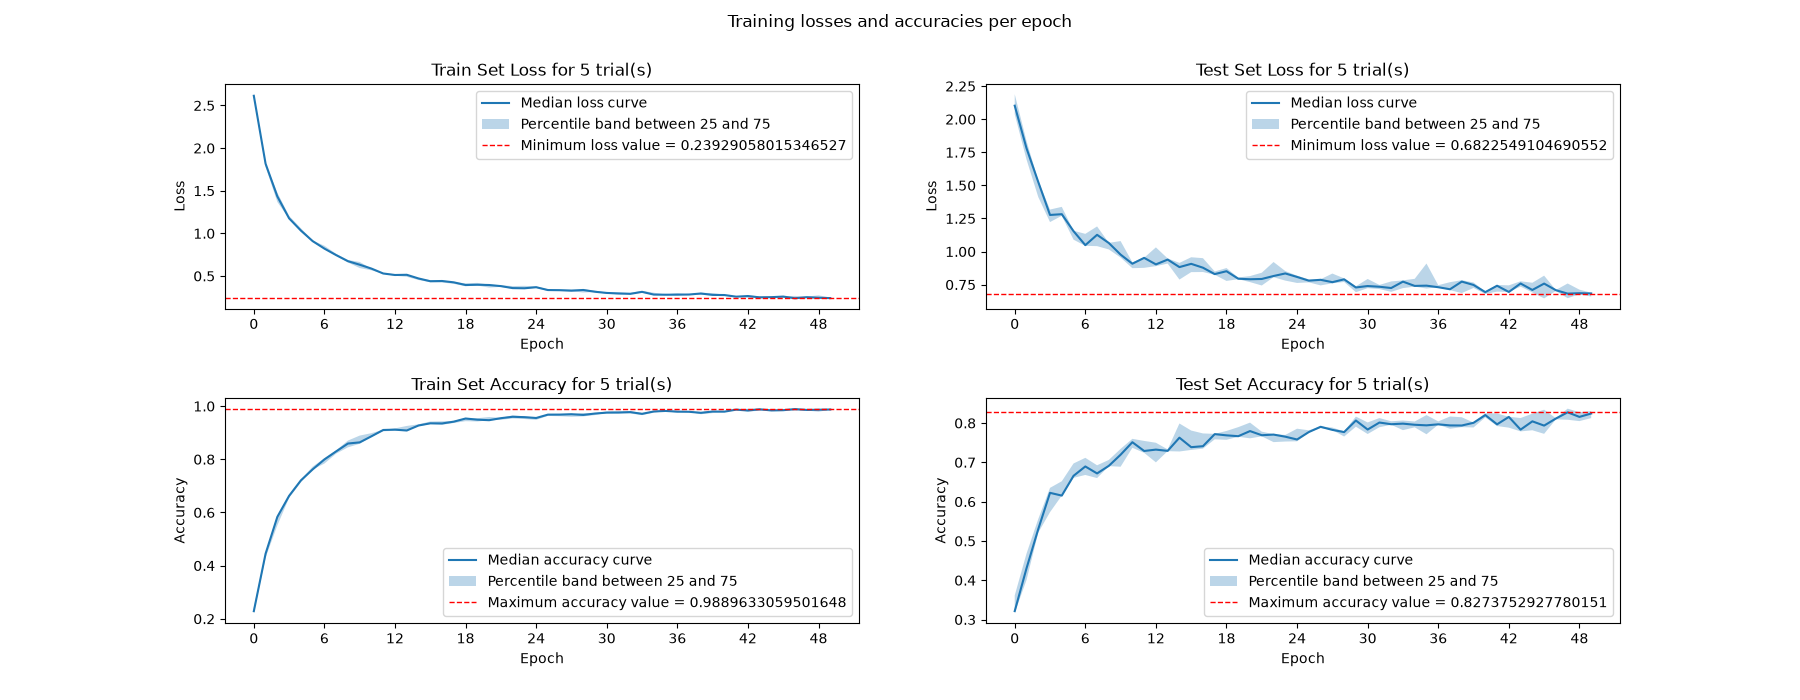 Training losses and accuracies per epoch
Train Set Loss for 5 trial(s)
Loss
2.5
2.0
1.5
1.0
0.5
Median loss curve
Percentile band between 25 and 75
Minimum loss value = 0.23929058015346527
0 6 12 18 24 30 36 42 48
Epoch
Test Set Loss for 5 trial(s)
Loss
2.25
2.00
1.75
1.50
1.25
1.00
0.75
Median loss curve
Percentile band between 25 and 75
Minimum loss value = 0.6822549104690552
0 6 12 18 24 30 36 42 48
Epoch
Train Set Accuracy for 5 trial(s)
Accuracy
1.0
0.8
0.6
0.4
0.2
Median accuracy curve
Percentile band between 25 and 75
Maximum accuracy value = 0.9889633059501648
0 6 12 18 24 30 36 42 48
Epoch
Test Set Accuracy for 5 trial(s)
Accuracy
0.8
0.7
0.6
0.5
0.4
0.3
Median accuracy curve
Percentile band between 25 and 75
Maximum accuracy value = 0.8273752927780151
0 6 12 18 24 30 36 42 48
Epoch